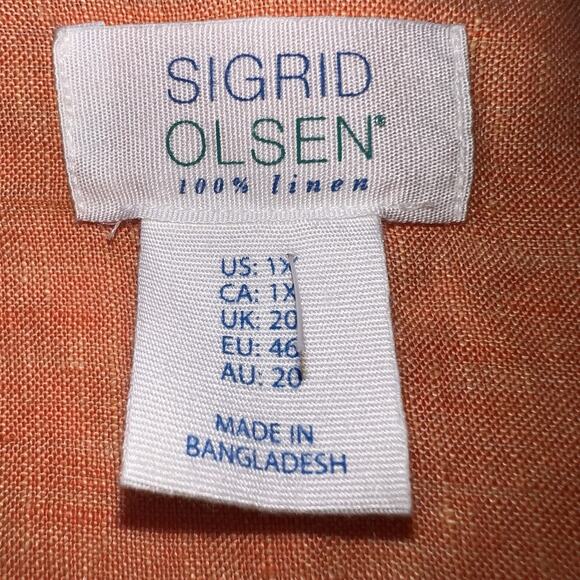 SIGRID
OLSEN®
100% linen
US: 1X
CA: 1X
UK: 20
EU: 46
AU: 20
MADE IN
BANGLADESH